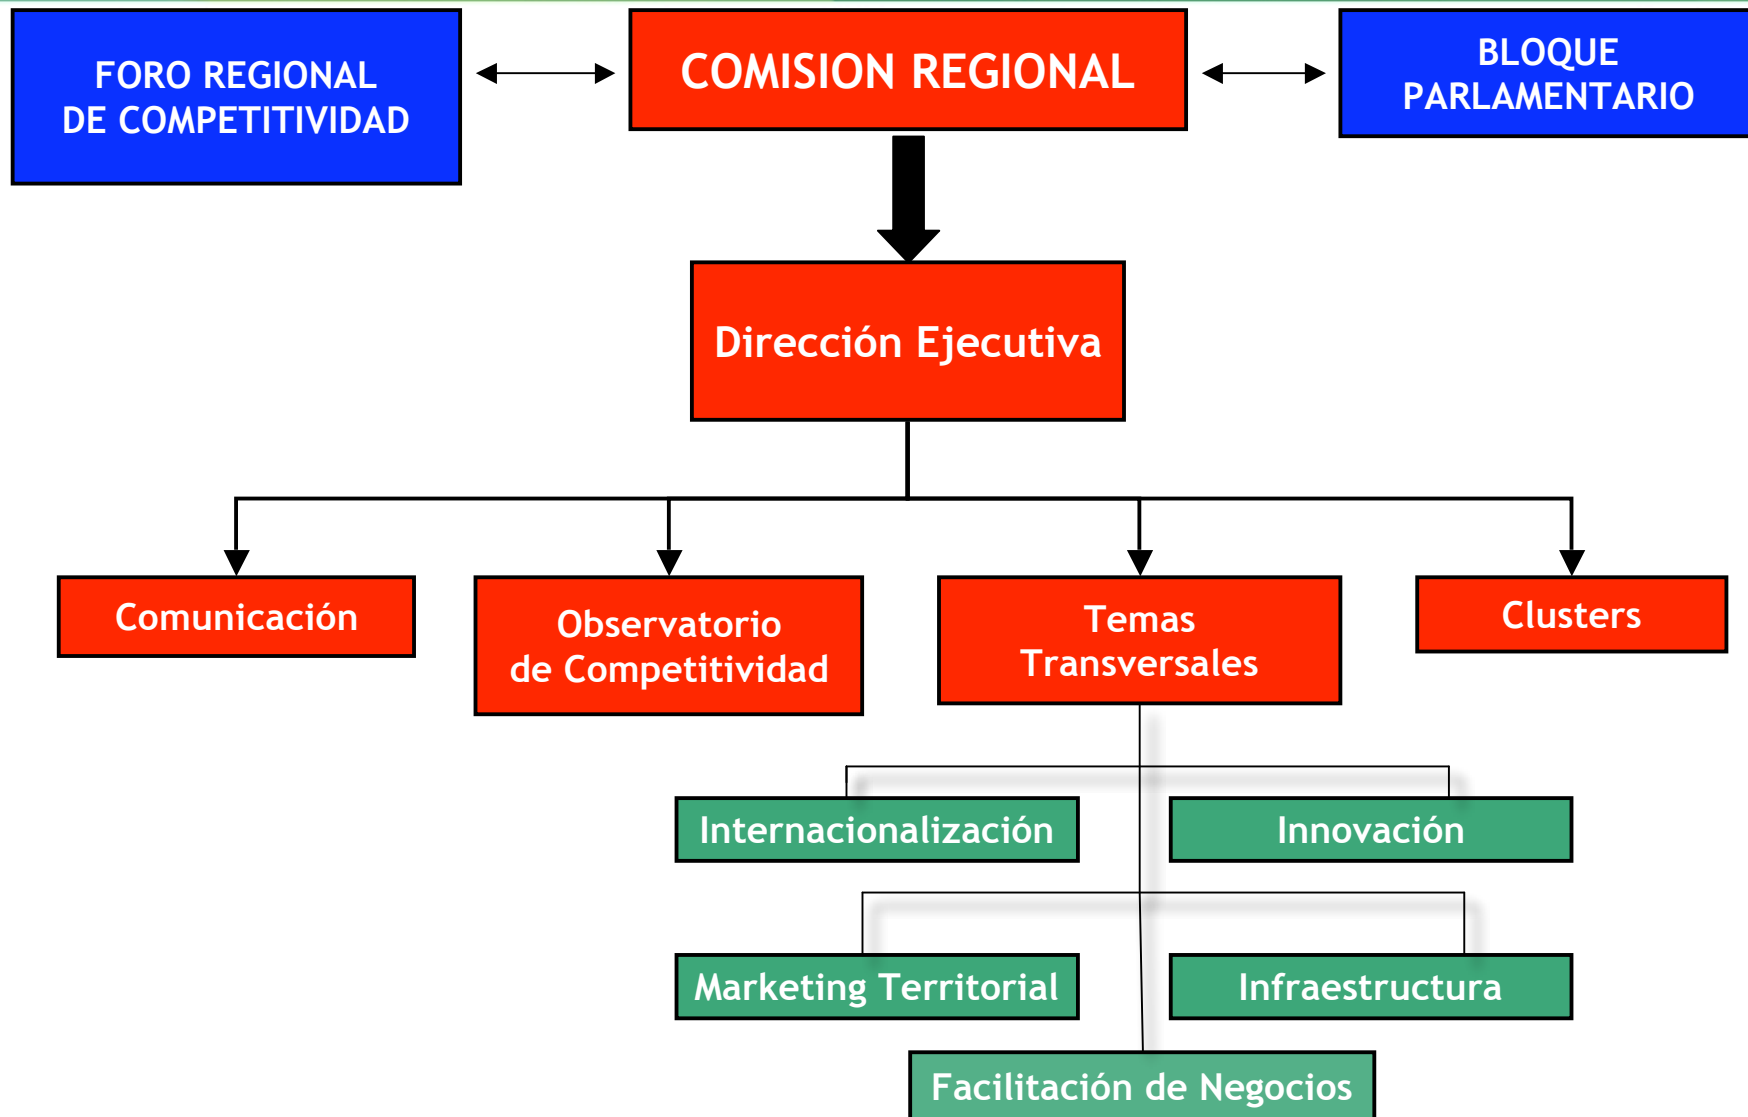 FORO REGIONAL
DE COMPETITIVIDAD
COMISION REGIONAL
BLOQUE
PARLAMENTARIO
Dirección Ejecutiva
Comunicación
Observatorio
de Competitividad
Temas
Transversales
Clusters
Internacionalización
Innovación
Marketing Territorial
Infraestructura
Facilitación de Negocios